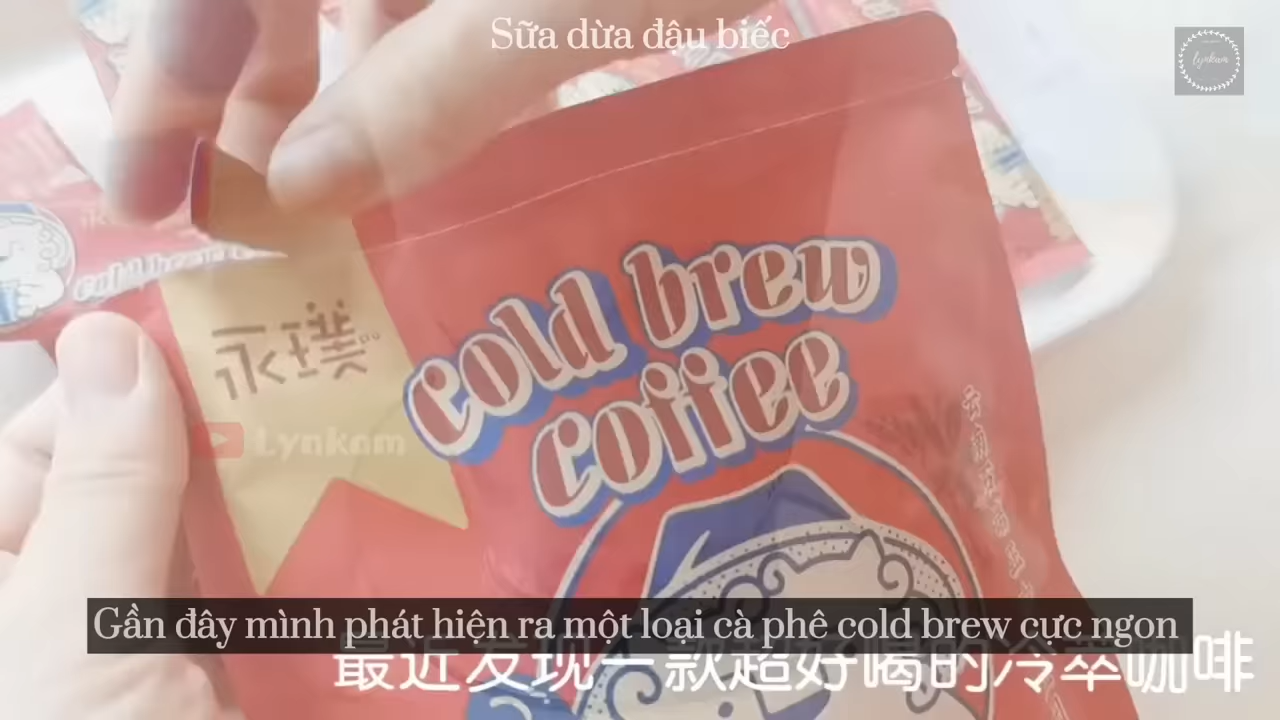 Sữa dừa đậu biếc
Lynkam
永璞
cold brew
coffee
Lynkam
Gần đây mình phát hiện ra một loại cà phê cold brew cực ngon
最近发现一款超好喝的冷萃咖啡